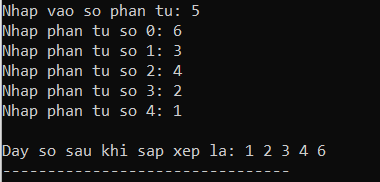 Nhap vao so phan tu: 5
Nhap phan tu so 0: 6
Nhap phan tu so 1: 3
Nhap phan tu so 2: 4
Nhap phan tu so 3: 2
Nhap phan tu so 4: 1
Day so sau khi sap xep la: 1 2 3 4 6
--------------------------------